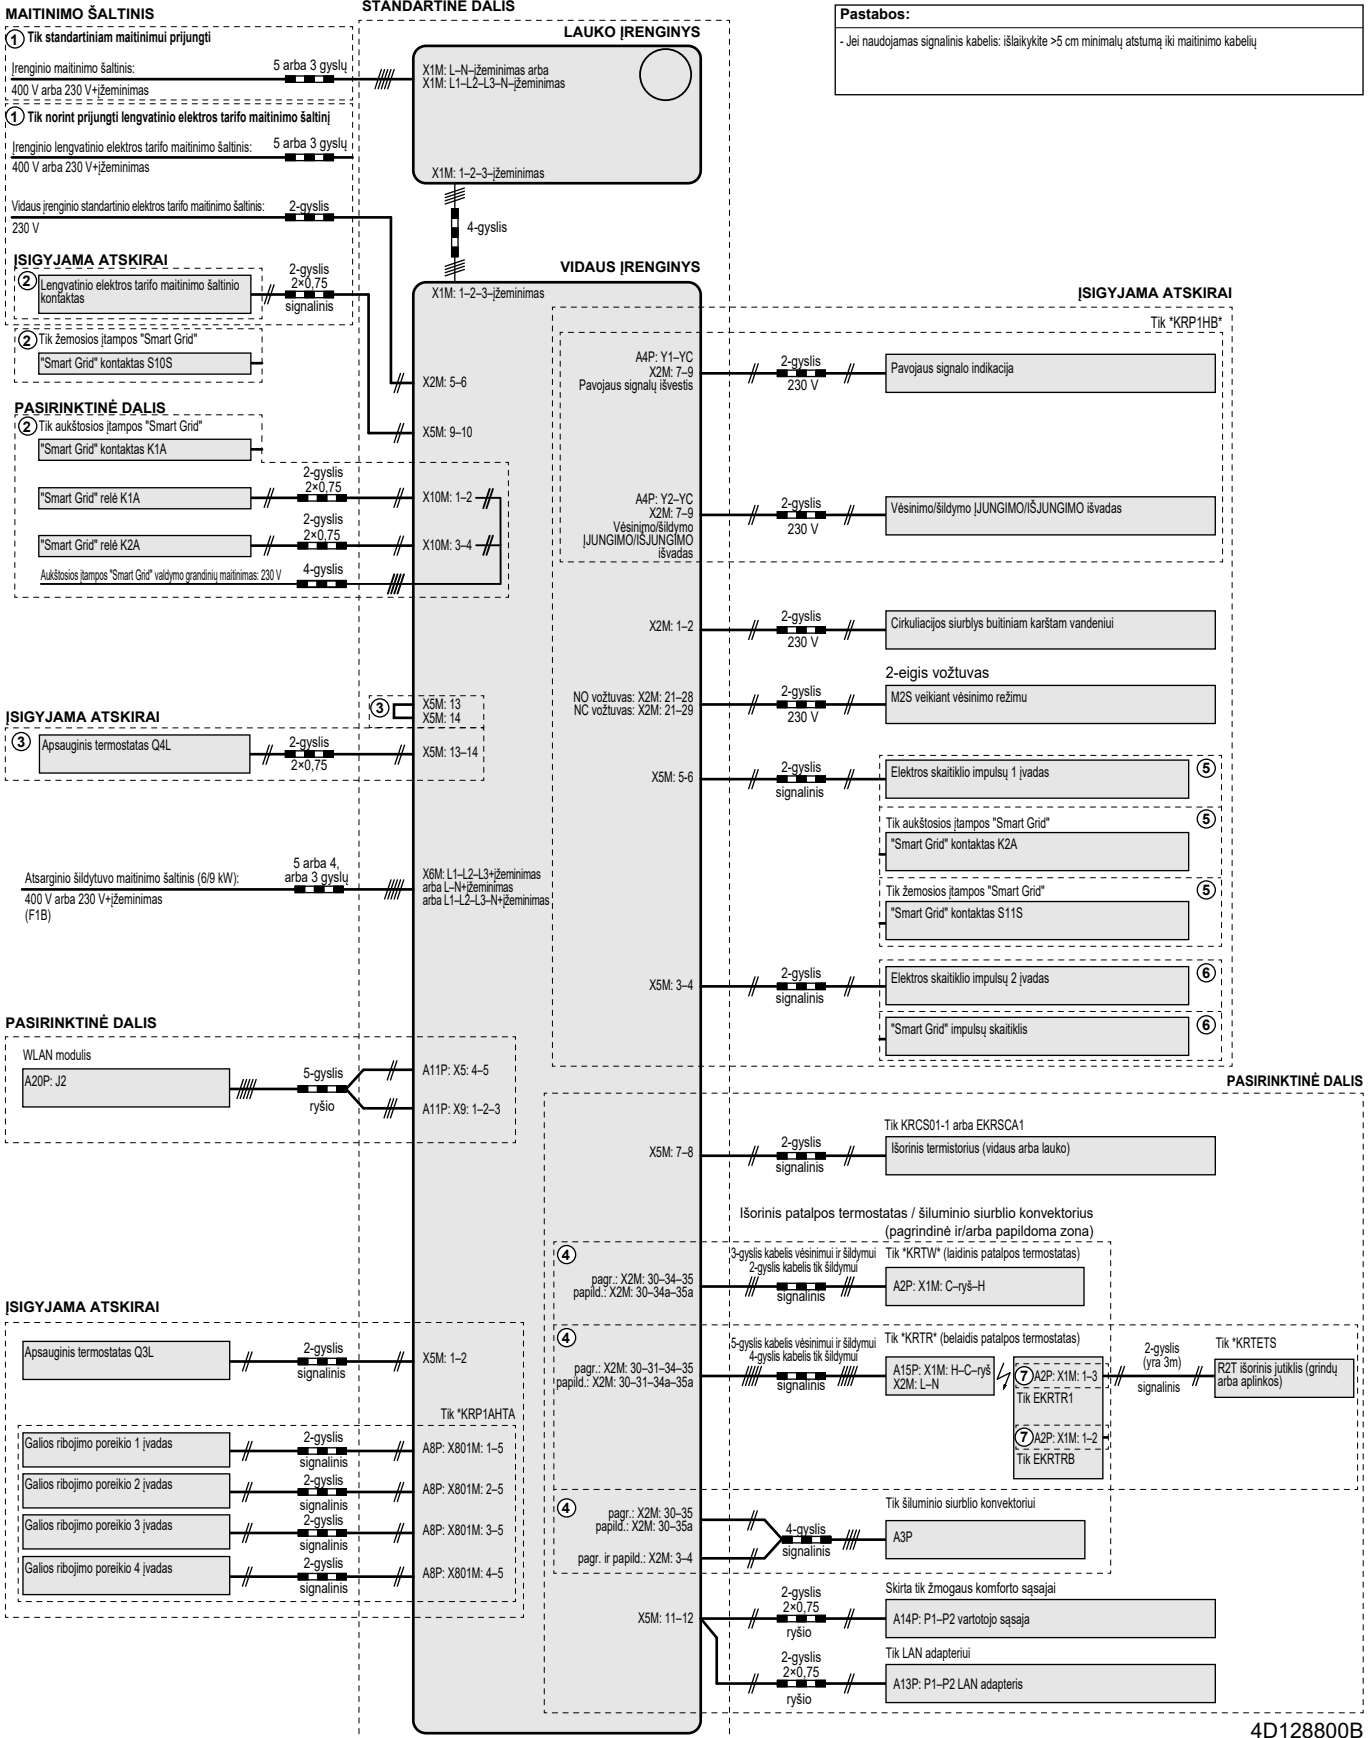 MAITINIMO ŠALTINIS
① Tik standartiniam maitinimui prijungti
Įrenginio maitinimo šaltinis:
5 arba 3 gyslų
400 V arba 230 V+įžeminimas
① Tik norint prijungti lengvatinio elektros tarifo maitinimo šaltinį
Įrenginio lengvatinio elektros tarifo maitinimo šaltinis:
5 arba 3 gyslų
400 V arba 230 V+įžeminimas
Vidaus įrenginio standartinio elektros tarifo maitinimo šaltinis:
2-gyslis
230 V
ĮSIGYJAMA ATSKIRAI
② Lengvatinio elektros tarifo maitinimo šaltinio
kontaktas
2-gyslis
2×0,75
signalinis
② Tik žemosios įtampos "Smart Grid"
"Smart Grid" kontaktas S10S
PASIRINKTINĖ DALIS
② Tik aukštosios įtampos "Smart Grid"
"Smart Grid" kontaktas K1A
"Smart Grid" relė K1A
2-gyslis
2×0,75
"Smart Grid" relė K2A
2-gyslis
2×0,75
Aukštosios įtampos "Smart Grid" valdymo grandinių maitinimas: 230 V
4-gyslis
ĮSIGYJAMA ATSKIRAI
③ Apsauginis termostatas Q4L
2-gyslis
2×0,75
Atsarginio šildytuvo maitinimo šaltinis (6/9 kW):
5 arba 4,
arba 3 gyslų
400 V arba 230 V+įžeminimas
(F1B)
PASIRINKTINĖ DALIS
WLAN modulis
A20P: J2
5-gyslis
ryšio
ĮSIGYJAMA ATSKIRAI
Apsauginis termostatas Q3L
2-gyslis
signalinis
Tik *KRP1AHTA
Galios ribojimo poreikio 1 įvadas
2-gyslis
signalinis
Galios ribojimo poreikio 2 įvadas
2-gyslis
signalinis
Galios ribojimo poreikio 3 įvadas
2-gyslis
signalinis
Galios ribojimo poreikio 4 įvadas
2-gyslis
signalinis
STANDARTINĖ DALIS
LAUKO ĮRENGINYS
X1M: L–N–įžeminimas arba
X1M: L1–L2–L3–N–įžeminimas
X1M: 1–2–3–įžeminimas
4-gyslis
VIDAUS ĮRENGINYS
X1M: 1–2–3–įžeminimas
X2M: 5–6
X5M: 9–10
X10M: 1–2
X10M: 3–4
③ X5M: 13
X5M: 14
X5M: 13–14
X6M: L1–L2–L3+įžeminimas
arba L–N+įžeminimas
arba L1–L2–L3–N+įžeminimas
A11P: X5: 4–5
A11P: X9: 1–2–3
X5M: 1–2
A8P: X801M: 1–5
A8P: X801M: 2–5
A8P: X801M: 3–5
A8P: X801M: 4–5
Pastabos:
- Jei naudojamas signalinis kabelis: išlaikykite >5 cm minimalų atstumą iki maitinimo kabelių
ĮSIGYJAMA ATSKIRAI
Tik *KRP1HB*
A4P: Y1–YC
X2M: 7–9
Pavojaus signalų išvestis
2-gyslis
230 V
Pavojaus signalo indikacija
A4P: Y2–YC
X2M: 7–9
Vėsinimo/šildymo
ĮJUNGIMO/IŠJUNGIMO
išvadas
2-gyslis
230 V
Vėsinimo/šildymo ĮJUNGIMO/IŠJUNGIMO išvadas
X2M: 1–2
2-gyslis
230 V
Cirkuliacijos siurblys buitiniam karštam vandeniui
2-eigis vožtuvas
NO vožtuvas: X2M: 21–28
NC vožtuvas: X2M: 21–29
2-gyslis
230 V
M2S veikiant vėsinimo režimu
X5M: 5-6
2-gyslis
signalinis
Elektros skaitiklio impulsų 1 įvadas ⑤
Tik aukštosios įtampos "Smart Grid" ⑤
"Smart Grid" kontaktas K2A
Tik žemosios įtampos "Smart Grid" ⑤
"Smart Grid" kontaktas S11S
X5M: 3–4
2-gyslis
signalinis
Elektros skaitiklio impulsų 2 įvadas ⑥
"Smart Grid" impulsų skaitiklis ⑥
PASIRINKTINĖ DALIS
Tik KRCS01-1 arba EKRSCA1
X5M: 7–8
2-gyslis
signalinis
Išorinis termistorius (vidaus arba lauko)
Išorinis patalpos termostatas / šiluminio siurblio konvektorius
(pagrindinė ir/arba papildoma zona)
④
pagr.: X2M: 30–34–35
papild.: X2M: 30–34a–35a
3-gyslis kabelis vėsinimui ir šildymui
2-gyslis kabelis tik šildymui
signalinis
Tik *KRTW* (laidinis patalpos termostatas)
A2P: X1M: C–ryš–H
④
pagr.: X2M: 30–31–34–35
papild.: X2M: 30–31–34a–35a
5-gyslis kabelis vėsinimui ir šildymui
4-gyslis kabelis tik šildymui
signalinis
Tik *KRTR* (belaidis patalpos termostatas)
A15P: X1M: H–C–ryš
X2M: L–N
⑦ A2P: X1M: 1–3
Tik EKRTR1
⑦ A2P: X1M: 1–2
Tik EKRTRB
2-gyslis
(yra 3m)
signalinis
Tik *KRTETS
R2T išorinis jutiklis (grindų
arba aplinkos)
④
pagr.: X2M: 30–35
papild.: X2M: 30–35a
pagr. ir papild.: X2M: 3–4
4-gyslis
signalinis
Tik šiluminio siurblio konvektoriui
A3P
X5M: 11–12
2-gyslis
2×0,75
ryšio
Skirta tik žmogaus komforto sąsajai
A14P: P1–P2 vartotojo sąsaja
2-gyslis
2×0,75
ryšio
Tik LAN adapteriui
A13P: P1–P2 LAN adapteris
4D128800B